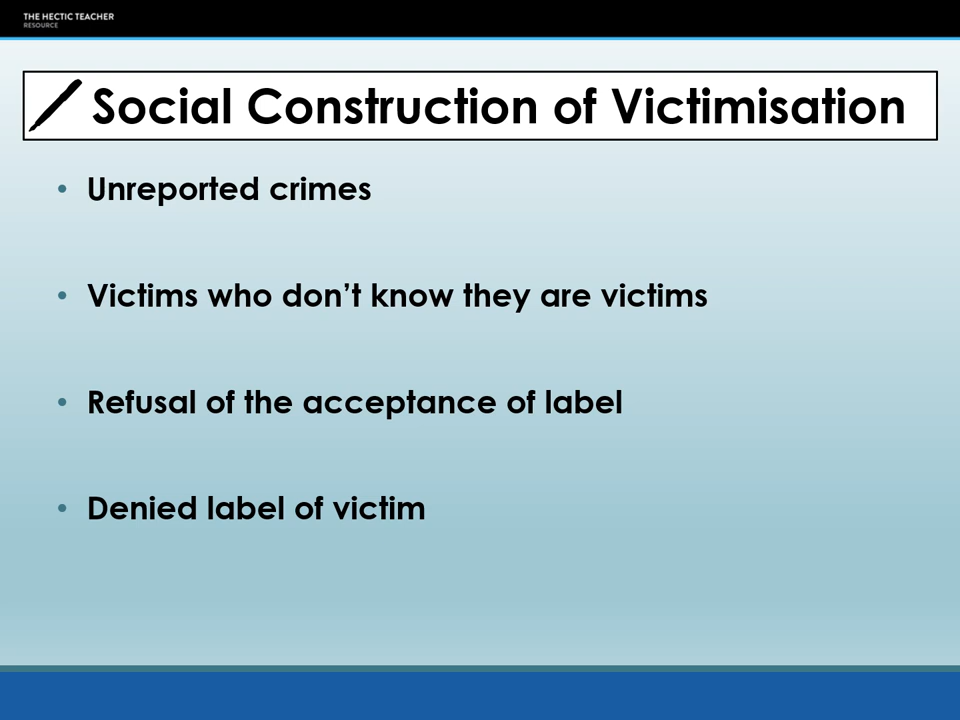 THE HECTIC TEACHER
RESOURCE
Social Construction of Victimisation
• Unreported crimes
• Victims who don’t know they are victims
• Refusal of the acceptance of label
• Denied label of victim